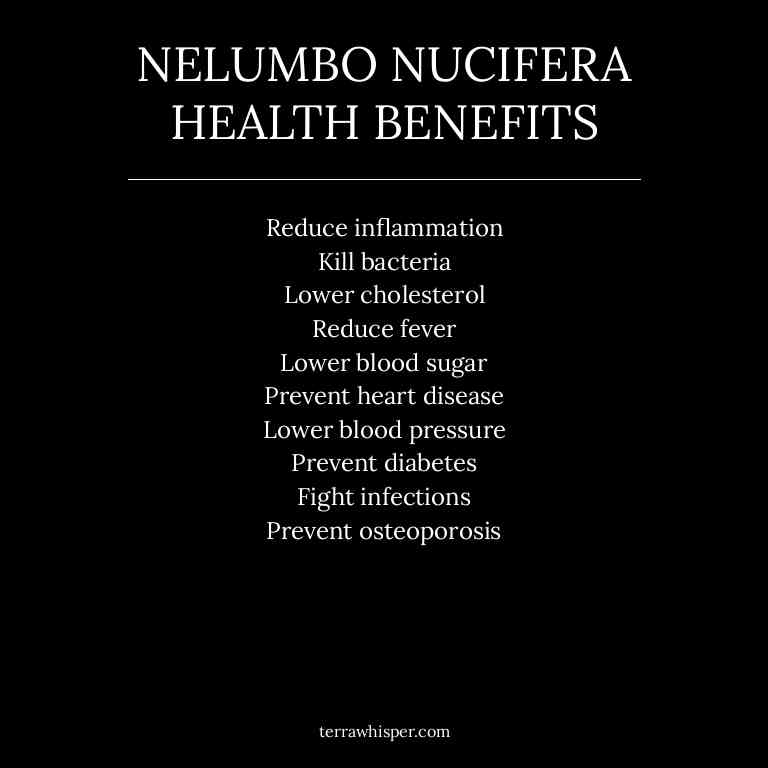 NELUMBO NUCIFERA
HEALTH BENEFITS
Reduce inflammation
Kill bacteria
Lower cholesterol
Reduce fever
Lower blood sugar
Prevent heart disease
Lower blood pressure
Prevent diabetes
Fight infections
Prevent osteoporosis
terrawhisper.com